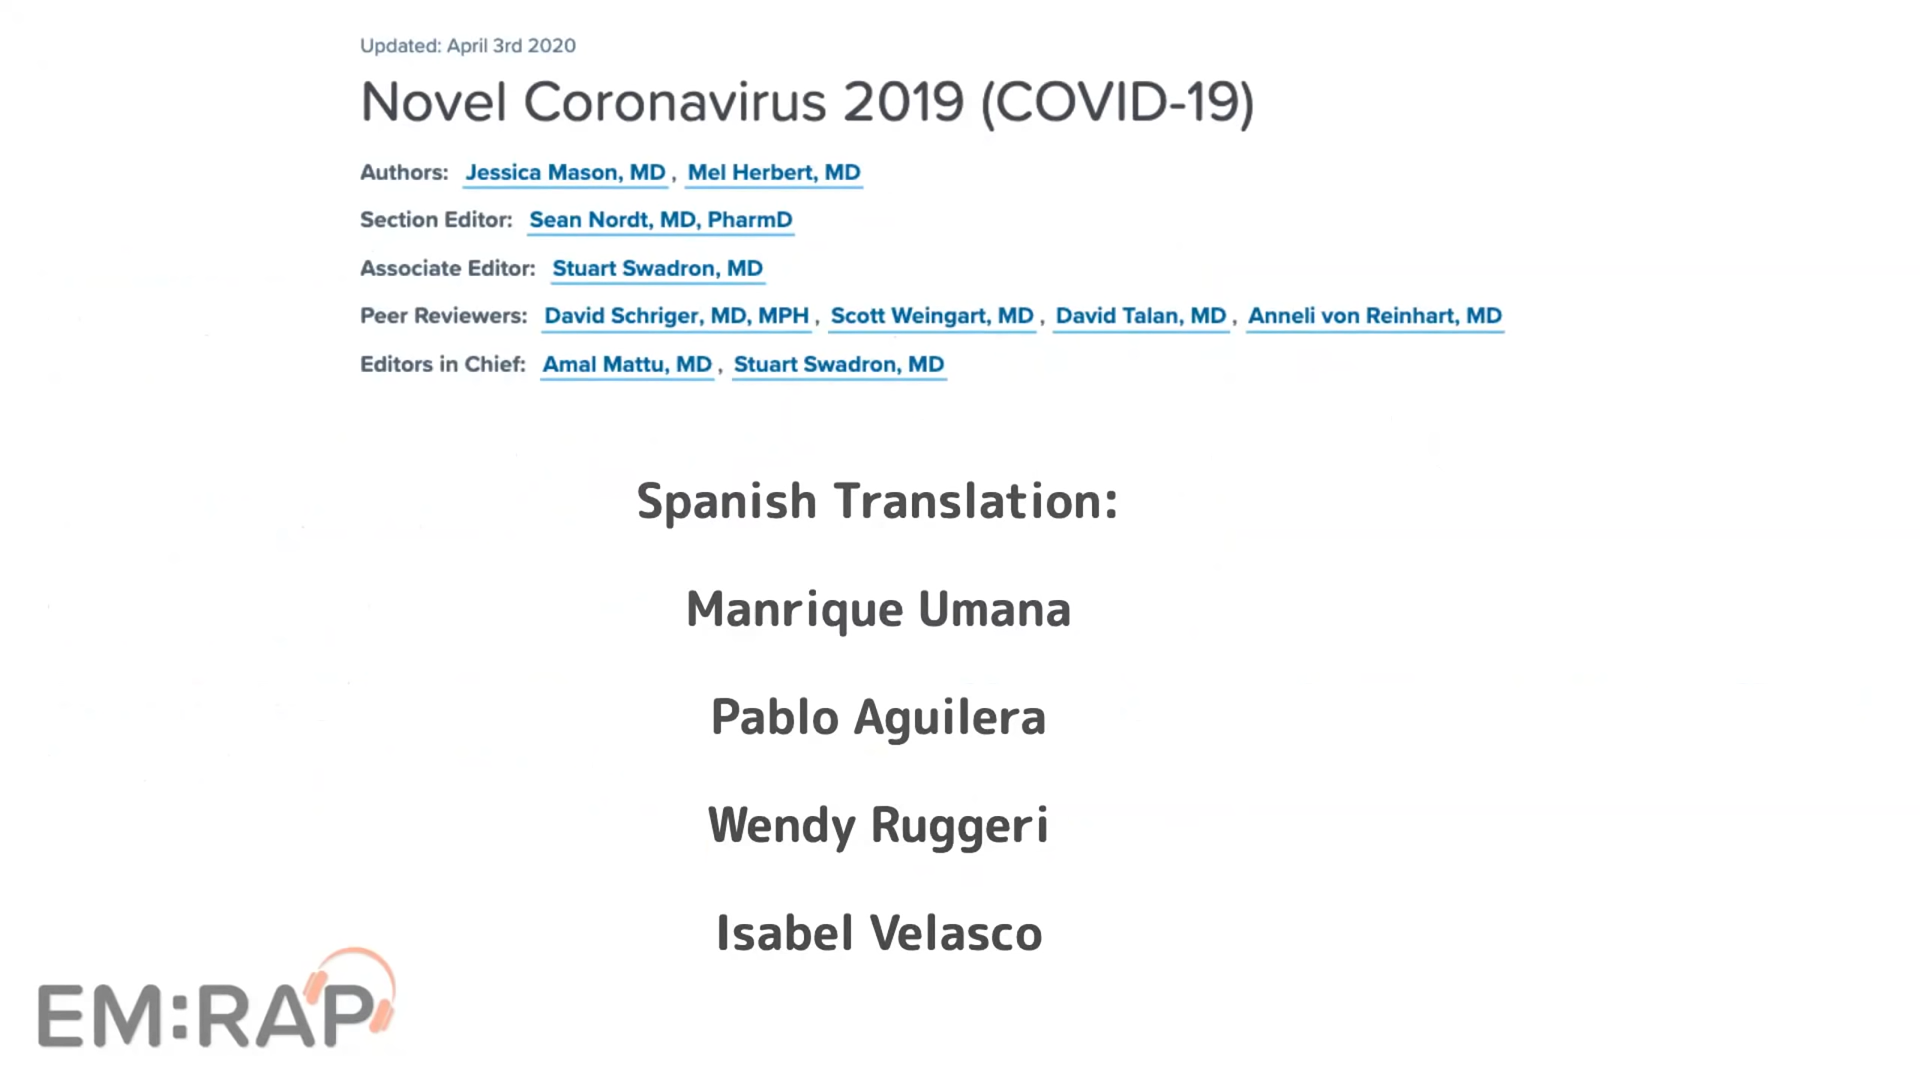 Updated: April 3rd 2020
Novel Coronavirus 2019 (COVID-19)
Authors: Jessica Mason, MD , Mel Herbert, MD
Section Editor: Sean Nordt, MD, PharmD
Associate Editor: Stuart Swadron, MD
Peer Reviewers: David Schriger, MD, MPH , Scott Weingart, MD , David Talan, MD , Anneli von Reinhart, MD
Editors in Chief: Amal Mattu, MD , Stuart Swadron, MD
Spanish Translation:
Manrique Umana
Pablo Aguilera
Wendy Ruggeri
Isabel Velasco
EM:RAP